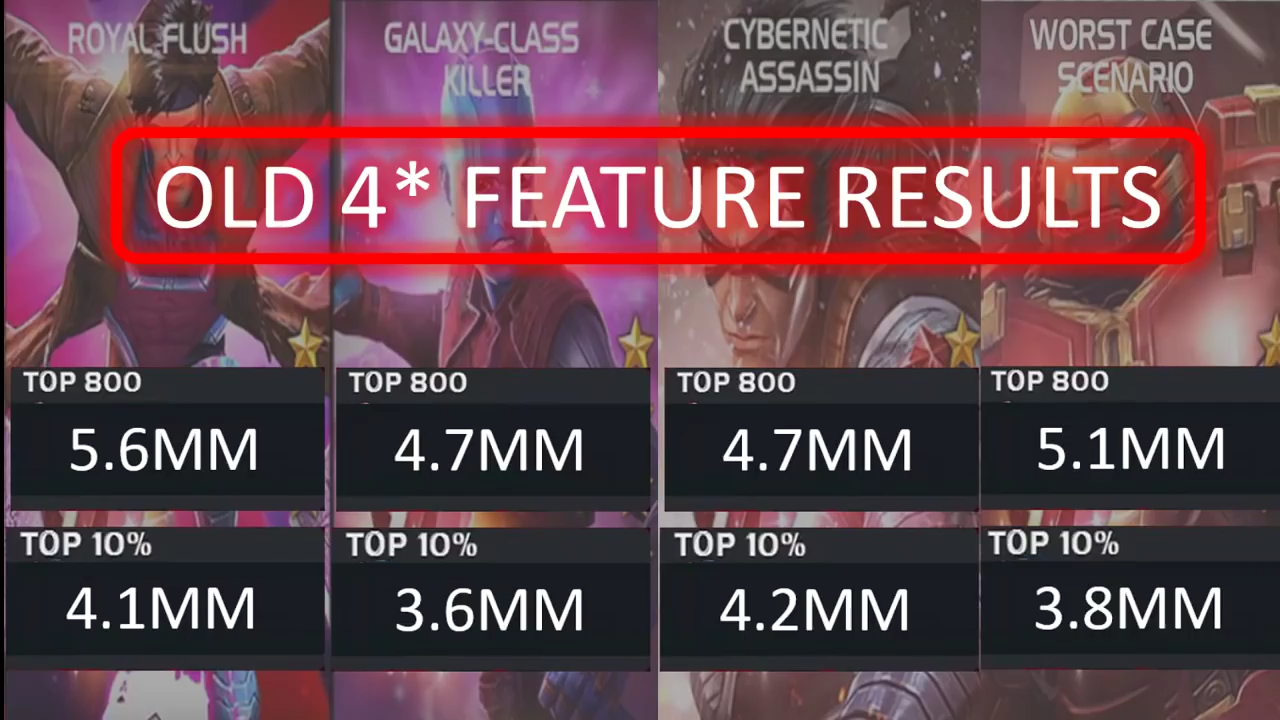 ROYAL FLUSH
GALAXY-CLASS
KILLER
CYBERNETIC
ASSASSIN
WORST CASE
SCENARIO
OLD 4* FEATURE RESULTS
TOP 800
TOP 800
TOP 800
TOP 800
5.6MM
4.7MM
4.7MM
5.1MM
TOP 10%
TOP 10%
TOP 10%
TOP 10%
4.1MM
3.6MM
4.2MM
3.8MM